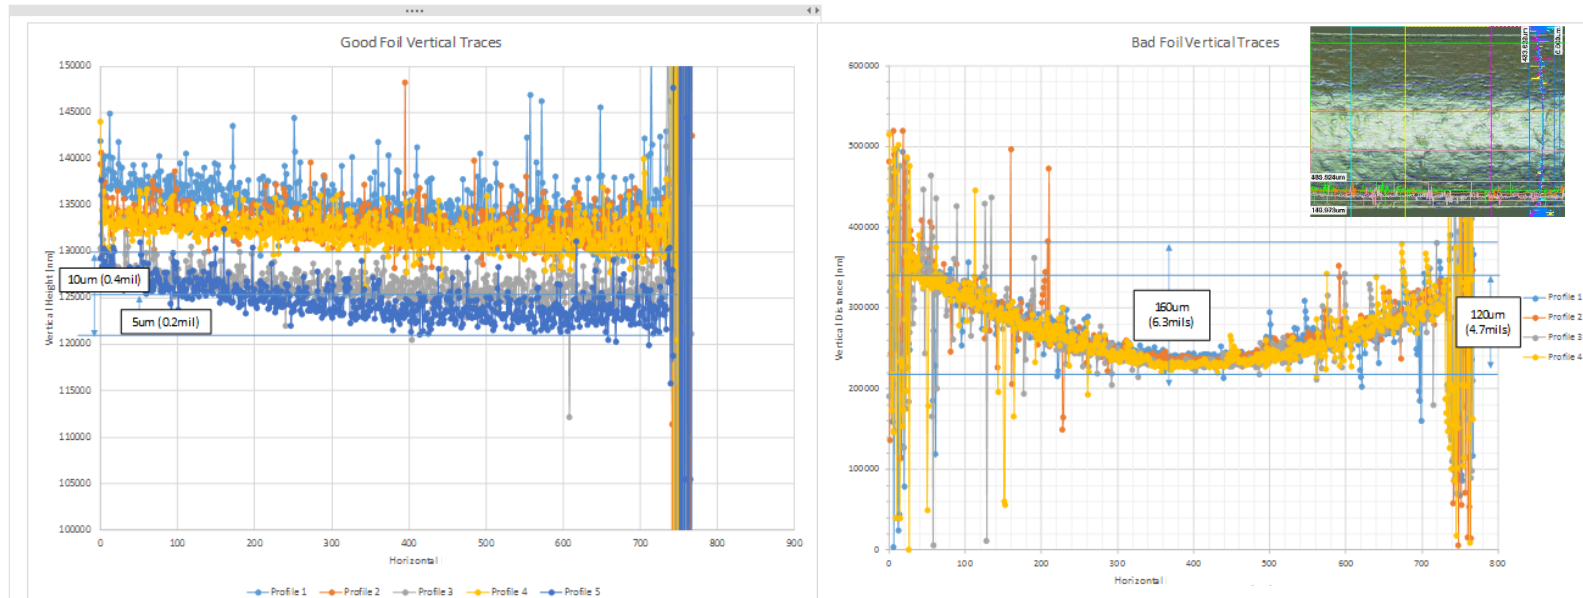 Good Foil Vertical Traces
150000
145000
140000
135000
130000
125000
120000
115000
110000
105000
100000
Vertical Height [nm]
10um (0.4mil)
5um (0.2mil)
0 100 200 300 400 500 600 700 800 900
Horizontal
Profile 1 Profile 2 Profile 3 Profile 4 Profile 5
Bad Foil Vertical Traces
600000
500000
400000
300000
200000
100000
0
Vertical Distance [nm]
160um
(6.3mils)
120um
(4.7mils)
0 100 200 300 400 500 600 700 800
Horizontal
Profile 1
Profile 2
Profile 3
Profile 4